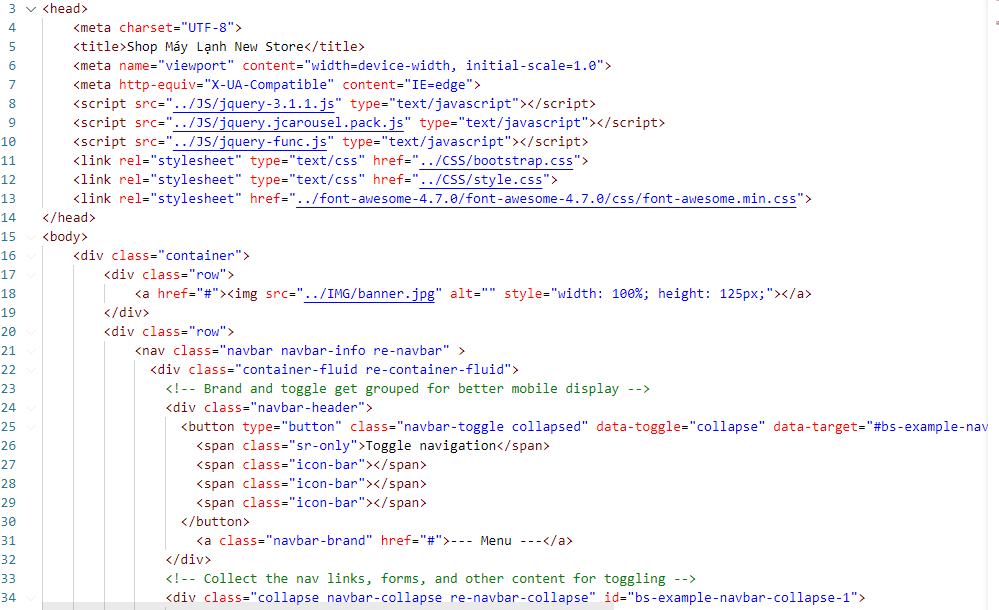 3 <head>
4 <meta charset="UTF-8">
5 <title>Shop Máy Lạnh New Store</title>
6 <meta name="viewport" content="width=device-width, initial-scale=1.0">
7 <meta http-equiv="X-UA-Compatible" content="IE=edge">
8 <script src="../JS/jquery-3.1.1.js" type="text/javascript"></script>
9 <script src="../JS/jquery.jcarousel.pack.js" type="text/javascript"></script>
10 <script src="../JS/jquery-func.js" type="text/javascript"></script>
11 <link rel="stylesheet" type="text/css" href="../CSS/bootstrap.css">
12 <link rel="stylesheet" type="text/css" href="../CSS/style.css">
13 <link rel="stylesheet" href="../font-awesome-4.7.0/font-awesome-4.7.0/css/font-awesome.min.css">
14 </head>
15 <body>
16 <div class="container">
17 <div class="row">
18 <a href="#"><img src="../IMG/banner.jpg" alt="" style="width: 100%; height: 125px;"></a>
19 </div>
20 <div class="row">
21 <nav class="navbar navbar-info re-navbar" >
22 <div class="container-fluid re-container-fluid">
23 <!-- Brand and toggle get grouped for better mobile display -->
24 <div class="navbar-header">
25 <button type="button" class="navbar-toggle collapsed" data-toggle="collapse" data-target="#bs-example-nav
26 <span class="sr-only">Toggle navigation</span>
27 <span class="icon-bar"></span>
28 <span class="icon-bar"></span>
29 <span class="icon-bar"></span>
30 </button>
31 <a class="navbar-brand" href="#">--- Menu ---</a>
32 </div>
33 <!-- Collect the nav links, forms, and other content for toggling -->
34 <div class="collapse navbar-collapse re-navbar-collapse" id="bs-example-navbar-collapse-1">